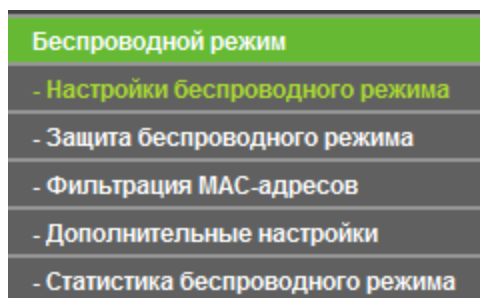 Беспроводной режим
- Настройки беспроводного режима
- Защита беспроводного режима
- Фильтрация MAC-адресов
- Дополнительные настройки
- Статистика беспроводного режима